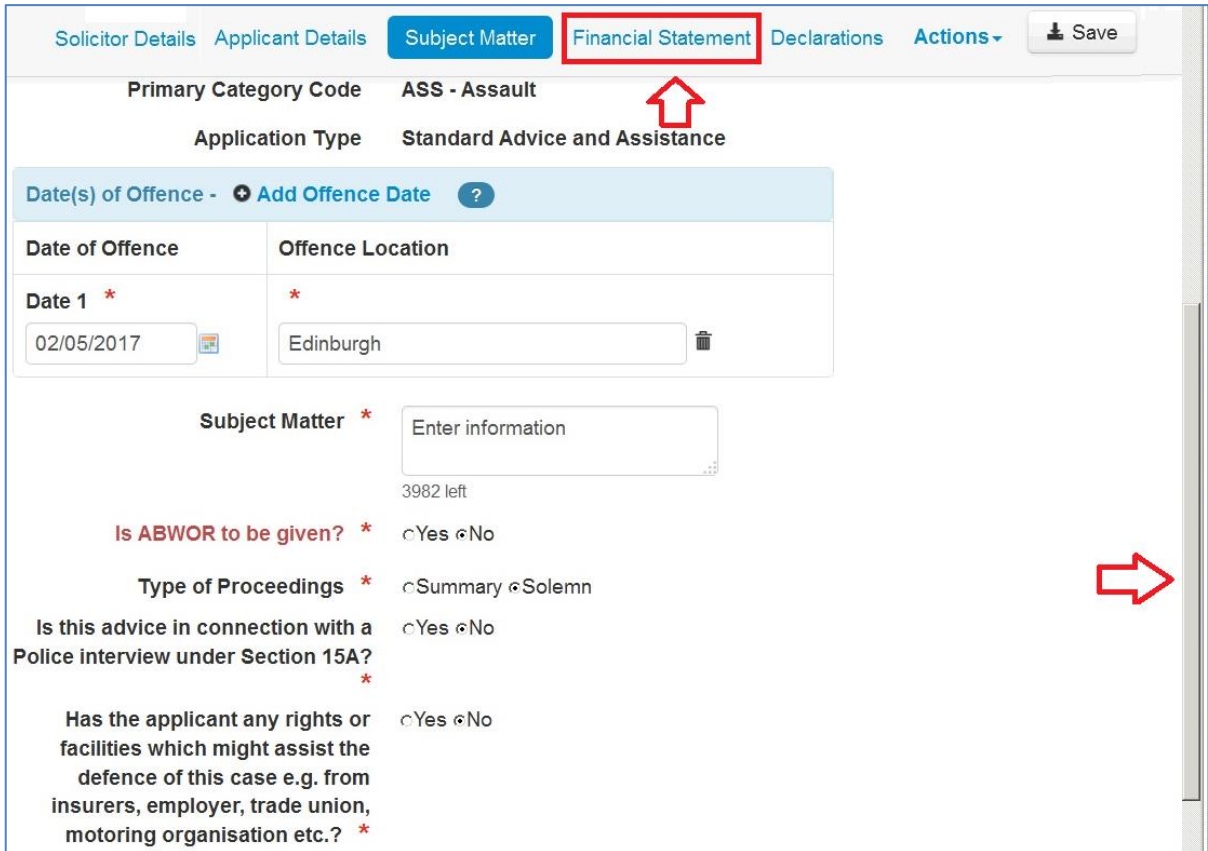 Solicitor Details Applicant Details Subject Matter Financial Statement Declarations Actions Save
Primary Category Code ASS - Assault
Application Type Standard Advice and Assistance
Date(s) of Offence - Add Offence Date ?
Date of Offence Offence Location
Date 1 * *
02/05/2017 Edinburgh
Subject Matter * Enter information
3982 left
Is ABWOR to be given? * Yes No
Type of Proceedings * Summary Solemn
Is this advice in connection with a Yes No
Police interview under Section 15A?
*
Has the applicant any rights or Yes No
facilities which might assist the
defence of this case e.g. from
insurers, employer, trade union,
motoring organisation etc.? *